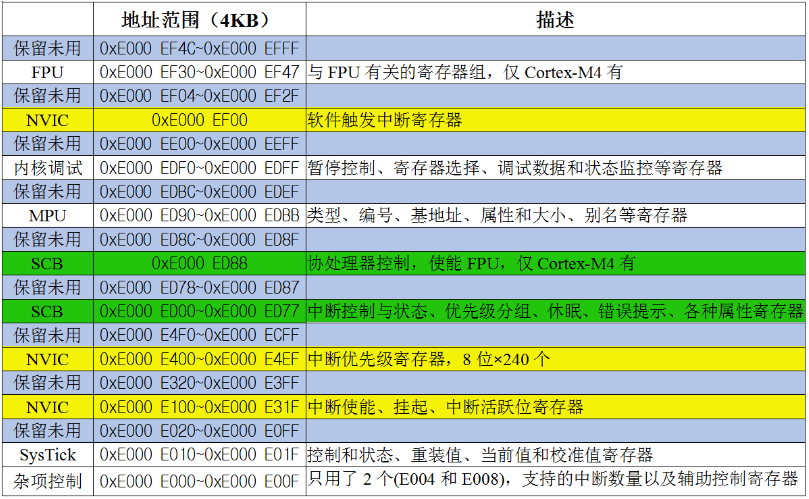 地址范围（4KB） 描述
保留未用 0xE000 EF4C~0xE000 EFFF
FPU 0xE000 EF30~0xE000 EF47 与 FPU 有关的寄存器组，仅 Cortex-M4 有
保留未用 0xE000 EF04~0xE000 EF2F
NVIC 0xE000 EF00 软件触发中断寄存器
保留未用 0xE000 EE00~0xE000 EEFF
内核调试 0xE000 EDF0~0xE000 EDFF 暂停控制、寄存器选择、调试数据和状态监控等寄存器
保留未用 0xE000 EDBC~0xE000 EDEF
MPU 0xE000 ED90~0xE000 EDBB 类型、编号、基地址、属性和大小、别名等寄存器
保留未用 0xE000 ED8C~0xE000 ED8F
SCB 0xE000 ED88 协处理器控制，使能 FPU，仅 Cortex-M4 有
保留未用 0xE000 ED78~0xE000 ED87
SCB 0xE000 ED00~0xE000 ED77 中断控制与状态、优先级分组、休眠、错误提示、各种属性寄存器
保留未用 0xE000 E4F0~0xE000 ECFF
NVIC 0xE000 E400~0xE000 E4EF 中断优先级寄存器，8 位×240 个
保留未用 0xE000 E320~0xE000 E3FF
NVIC 0xE000 E100~0xE000 E31F 中断使能、挂起、中断活跃位寄存器
保留未用 0xE000 E020~0xE000 E0FF
SysTick 0xE000 E010~0xE000 E01F 控制和状态、重装值、当前值和校准值寄存器
杂项控制 0xE000 E000~0xE000 E00F 只用了 2 个(E004 和 E008)，支持的中断数量以及辅助控制寄存器